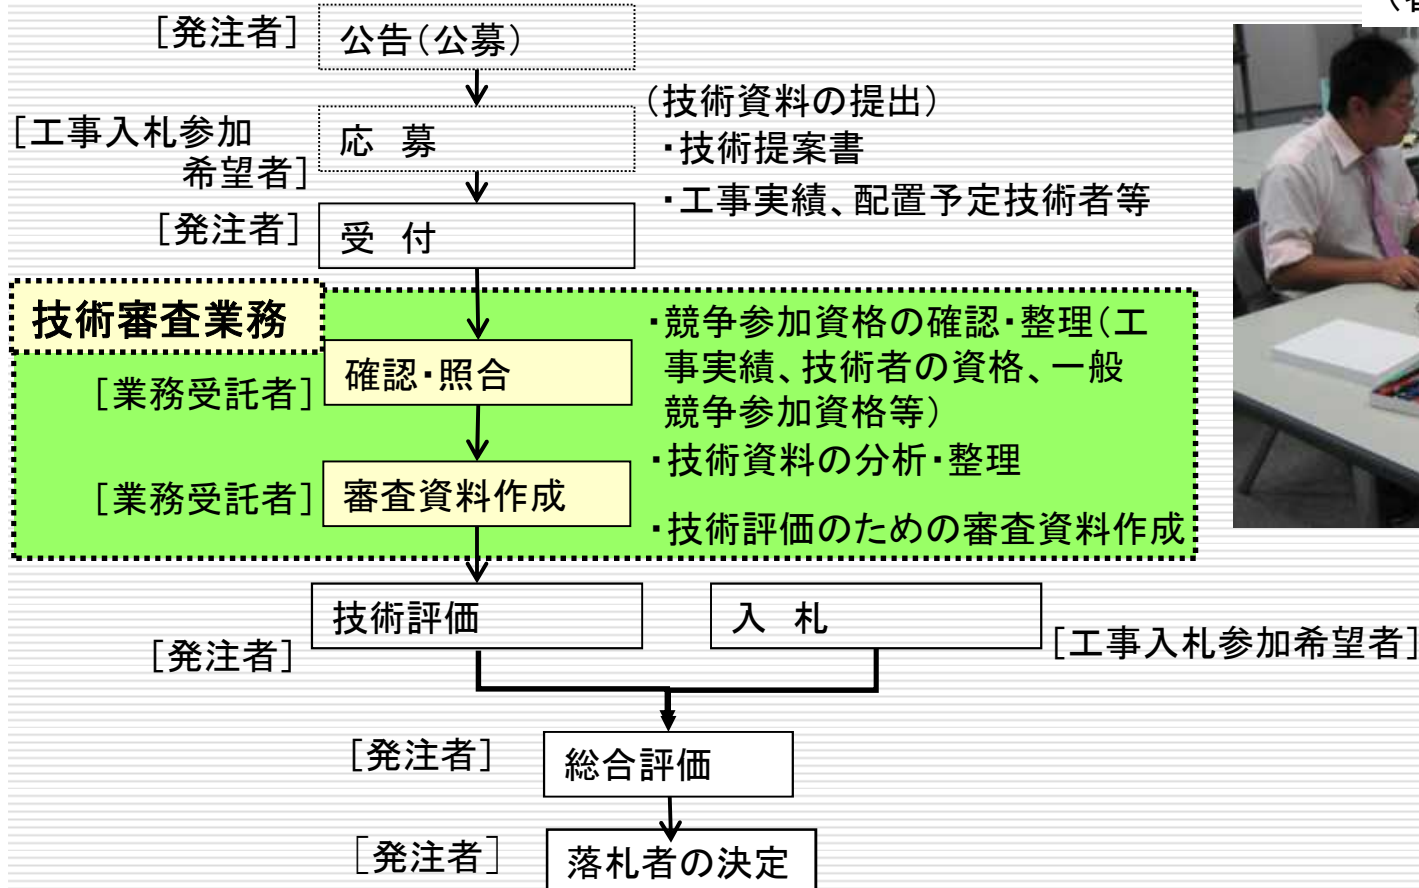 [発注者]
公告(公募)
(技術資料の提出)
[工事入札参加
希望者]
応　募
・技術提案書
・工事実績、配置予定技術者等
[発注者]
受　付
技術審査業務
・競争参加資格の確認・整理(工
事実績、技術者の資格、一般
競争参加資格等)
[業務受託者]
確認・照合
・技術資料の分析・整理
[業務受託者]
審査資料作成
・技術評価のための審査資料作成
技術評価
入　札
[発注者]
[工事入札参加希望者]
[発注者]
総合評価
[発注者]
落札者の決定